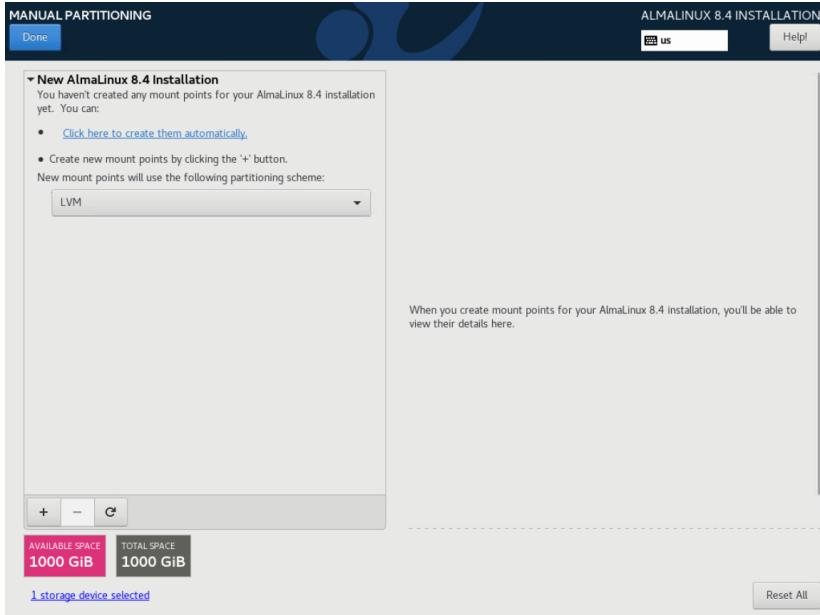 MANUAL PARTITIONING
ALMALINUX 8.4 INSTALLATION
Done
us
Help!
New AlmaLinux 8.4 Installation
You haven't created any mount points for your AlmaLinux 8.4 installation
yet. You can:
• Click here to create them automatically.
• Create new mount points by clicking the '+' button.
New mount points will use the following partitioning scheme:
LVM
When you create mount points for your AlmaLinux 8.4 installation, you'll be able to
view their details here.
+ −
AVAILABLE SPACE
1000 GiB
TOTAL SPACE
1000 GiB
1 storage device selected
Reset All